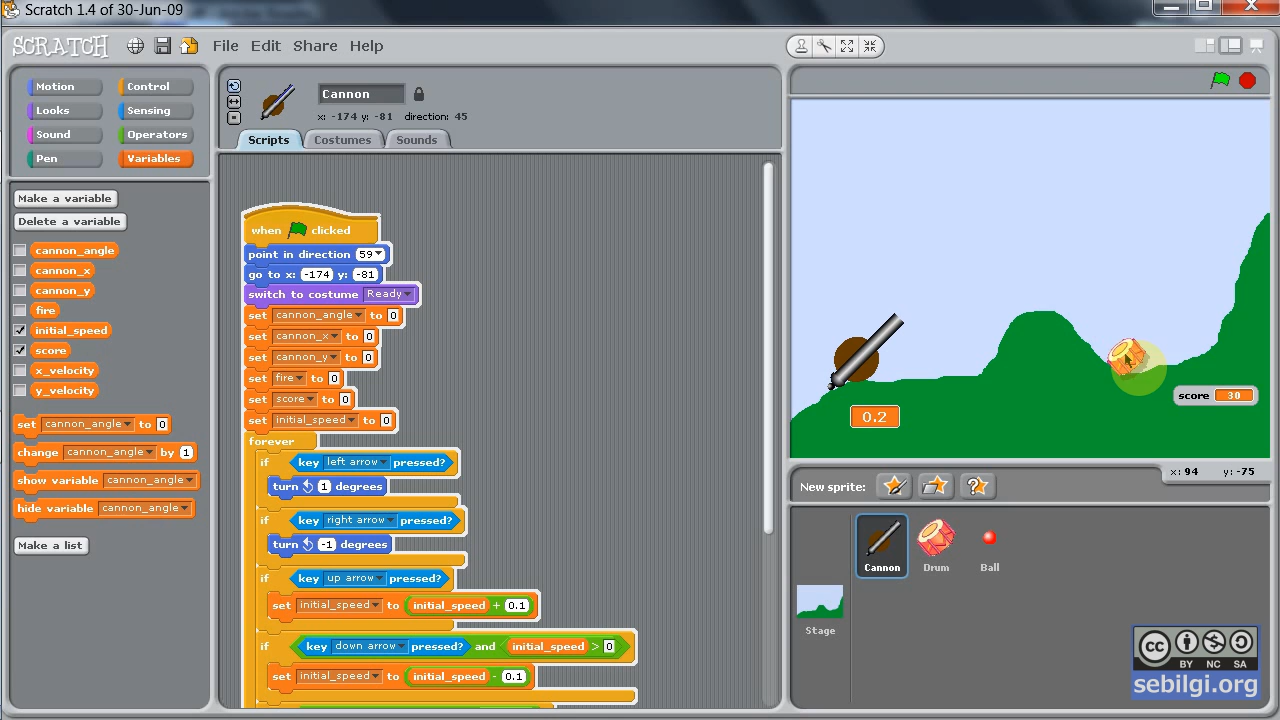 Scratch 1.4 of 30-Jun-09
SCRATCH File Edit Share Help
Motion Control
Looks Sensing
Sound Operators
Pen Variables
Make a variable
Delete a variable
cannon_angle
cannon_x
cannon_y
fire
initial_speed
score
x_velocity
y_velocity
set cannon_angle to 0
change cannon_angle by 1
show variable cannon_angle
hide variable cannon_angle
Make a list
Cannon
x: -174 y: -81 direction: 45
Scripts Costumes Sounds
when clicked
point in direction 59
go to x: -174 y: -81
switch to costume Ready
set cannon_angle to 0
set cannon_x to 0
set cannon_y to 0
set fire to 0
set score to 0
set initial_speed to 0
forever
if key left arrow pressed?
turn 1 degrees
if key right arrow pressed?
turn -1 degrees
if key up arrow pressed?
set initial_speed to initial_speed + 0.1
if key down arrow pressed? and initial_speed > 0
set initial_speed to initial_speed - 0.1
score 30
0.2
x: 94 y: -75
New sprite:
Cannon Drum Ball
Stage
cc BY NC SA
sebilgi.org